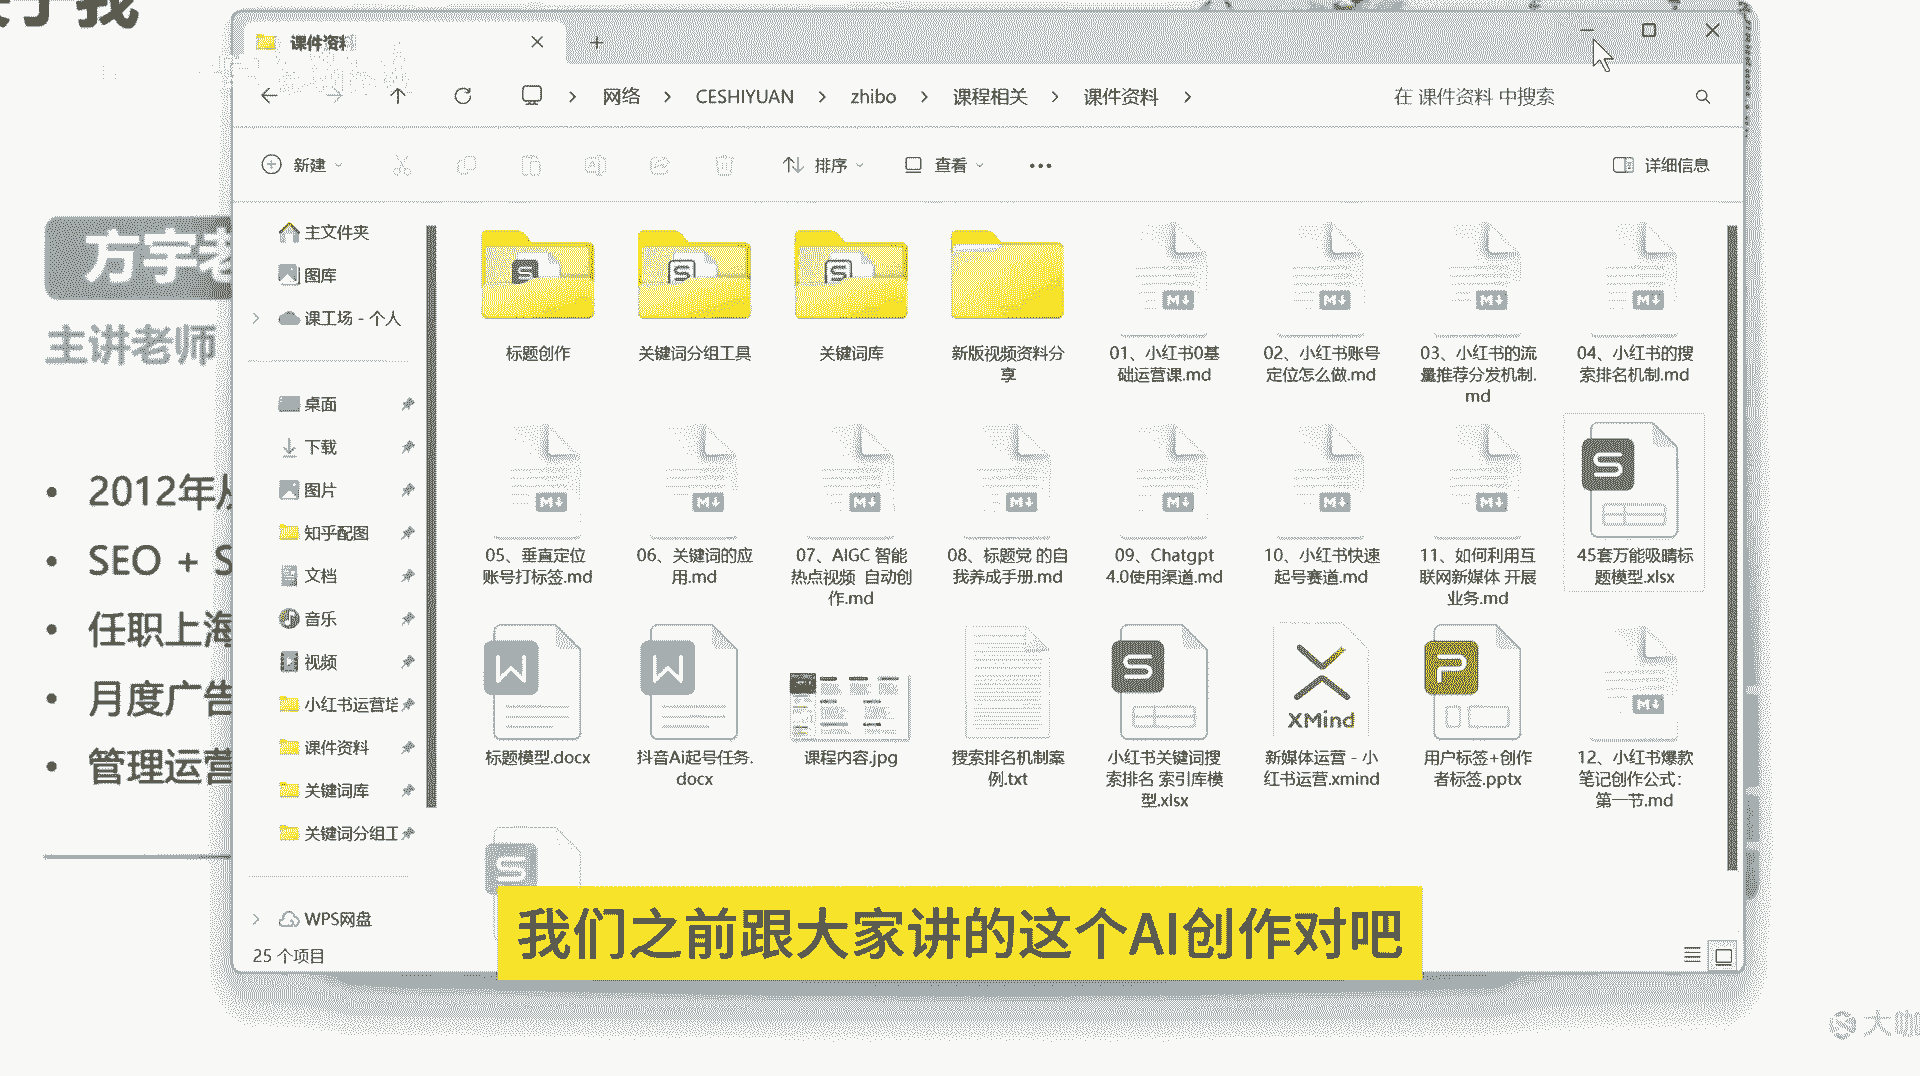 于我
课件资料
网络 CESHIYUAN zhibo 课程相关 课件资料
在 课件资料 中搜索
新建
排序
查看
详细信息
方宇老
主讲老师
2012年从
SEO + S
任职上海
月度广告
管理运营
主文件夹
图库
课工场 - 个人
桌面
下载
图片
知乎配图
文档
音乐
视频
小红书运营培
课件资料
关键词库
关键词分组工
WPS网盘
25 个项目
标题创作
关键词分组工具
关键词库
新版视频资料分
享
01、小红书0基
础运营课.md
02、小红书账号
定位怎么做.md
03、小红书的流
量推荐分发机制.
md
04、小红书的搜
索排名机制.md
05、垂直定位
账号打标签.md
06、关键词的应
用.md
07、AIGC 智能
热点视频 自动创
作.md
08、标题党 的自
我养成手册.md
09、Chatgpt
4.0使用渠道.md
10、小红书快速
起号赛道.md
11、如何利用互
联网新媒体 开展
业务.md
45套万能吸睛标
题模型.xlsx
标题模型.docx
抖音Ai起号任务.
docx
课程内容.jpg
搜索排名机制案
例.txt
小红书关键词搜
索排名 索引库模
型.xlsx
XMind
新媒体运营 - 小
红书运营.xmind
用户标签+创作
者标签.pptx
12、小红书爆款
笔记创作公式：
第一节.md
我们之前跟大家讲的这个AI创作对吧
大咖